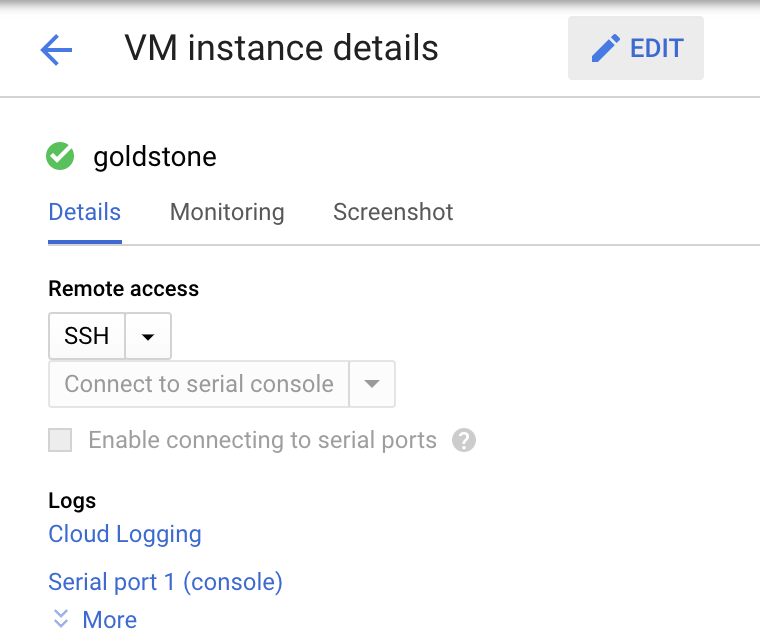 VM instance details
EDIT
goldstone
Details Monitoring Screenshot
Remote access
SSH
Connect to serial console
Enable connecting to serial ports ?
Logs
Cloud Logging
Serial port 1 (console)
More